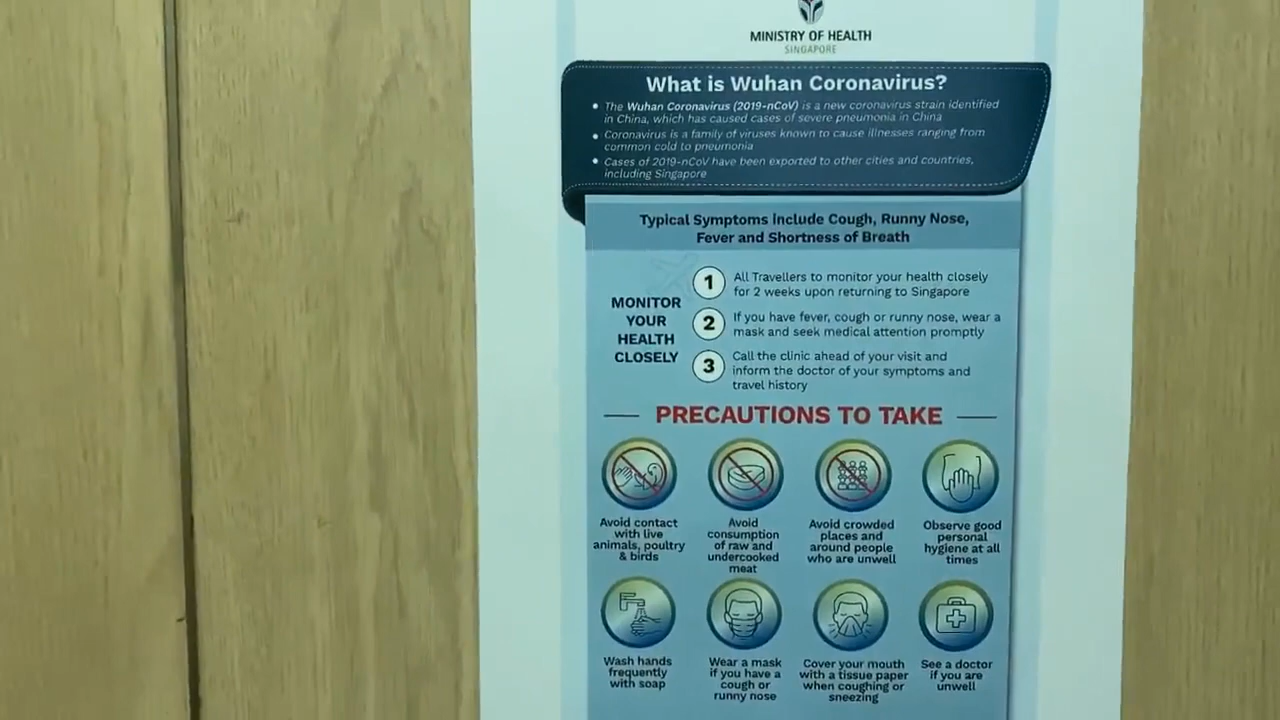 MINISTRY OF HEALTH
SINGAPORE
What is Wuhan Coronavirus?
• The Wuhan Coronavirus (2019-nCoV) is a new coronavirus strain identified
in China, which has caused cases of severe pneumonia in China
• Coronavirus is a family of viruses known to cause illnesses ranging from
common cold to pneumonia
• Cases of 2019-nCoV have been exported to other cities and countries,
including Singapore
Typical Symptoms include Cough, Runny Nose,
Fever and Shortness of Breath
MONITOR
YOUR
HEALTH
CLOSELY
1 All Travellers to monitor your health closely
for 2 weeks upon returning to Singapore
2 If you have fever, cough or runny nose, wear a
mask and seek medical attention promptly
3 Call the clinic ahead of your visit and
inform the doctor of your symptoms and
travel history
PRECAUTIONS TO TAKE
Avoid contact
with live
animals, poultry
& birds
Avoid
consumption
of raw and
undercooked
meat
Avoid crowded
places and
around people
who are unwell
Observe good
personal
hygiene at all
times
Wash hands
frequently
with soap
Wear a mask
if you have a
cough or
runny nose
Cover your mouth
with a tissue paper
when coughing or
sneezing
See a doctor
if you are
unwell